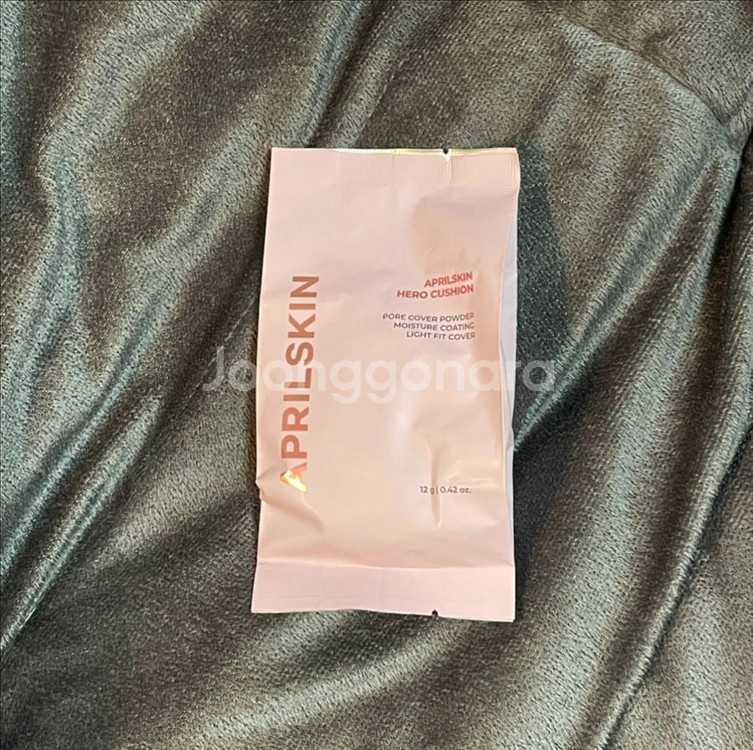 APRILSKIN
APRILSKIN
HERO CUSHION
PORE COVER POWDER
MOISTURE COATING
LIGHT FIT COVER
Joonggonara
12 g | 0.42 oz.